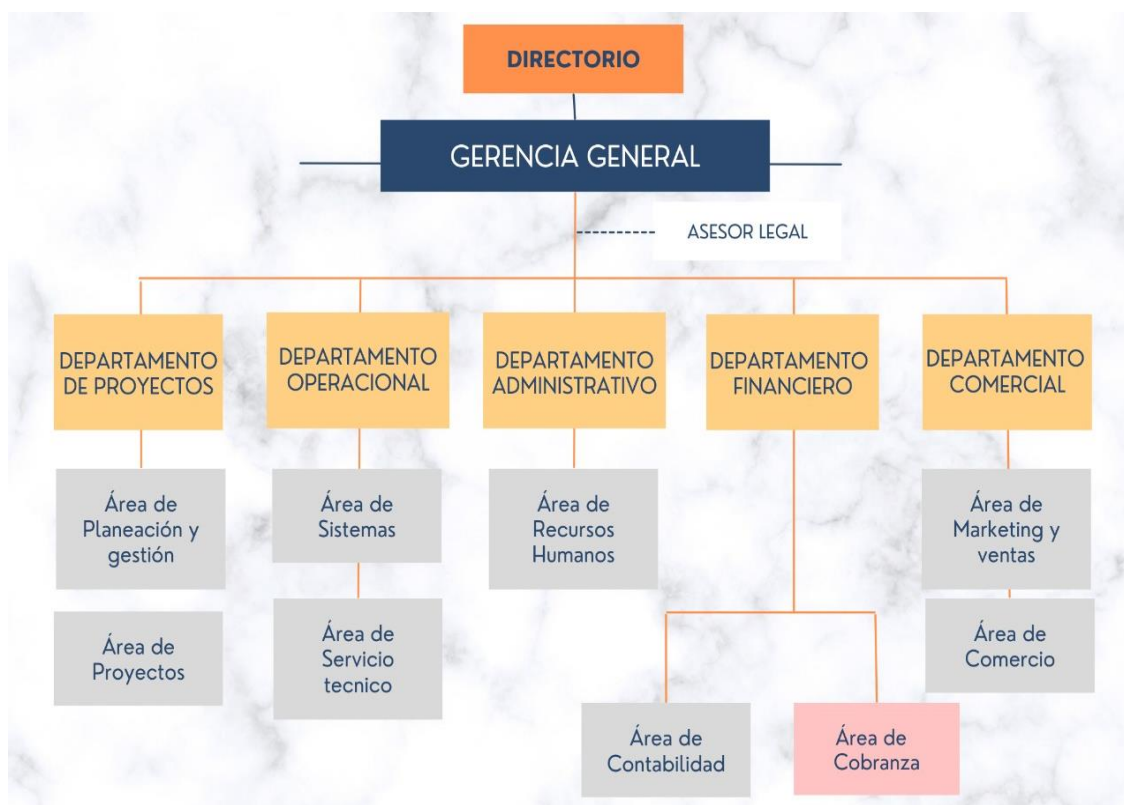 DIRECTORIO
GERENCIA GENERAL
ASESOR LEGAL
DEPARTAMENTO
DE PROYECTOS
DEPARTAMENTO
OPERACIONAL
DEPARTAMENTO
ADMINISTRATIVO
DEPARTAMENTO
FINANCIERO
DEPARTAMENTO
COMERCIAL
Área de
Planeación y
gestión
Área de
Sistemas
Área de
Recursos
Humanos
Área de
Marketing y
ventas
Área de
Proyectos
Área de
Servicio
tecnico
Área de
Comercio
Área de
Contabilidad
Área de
Cobranza